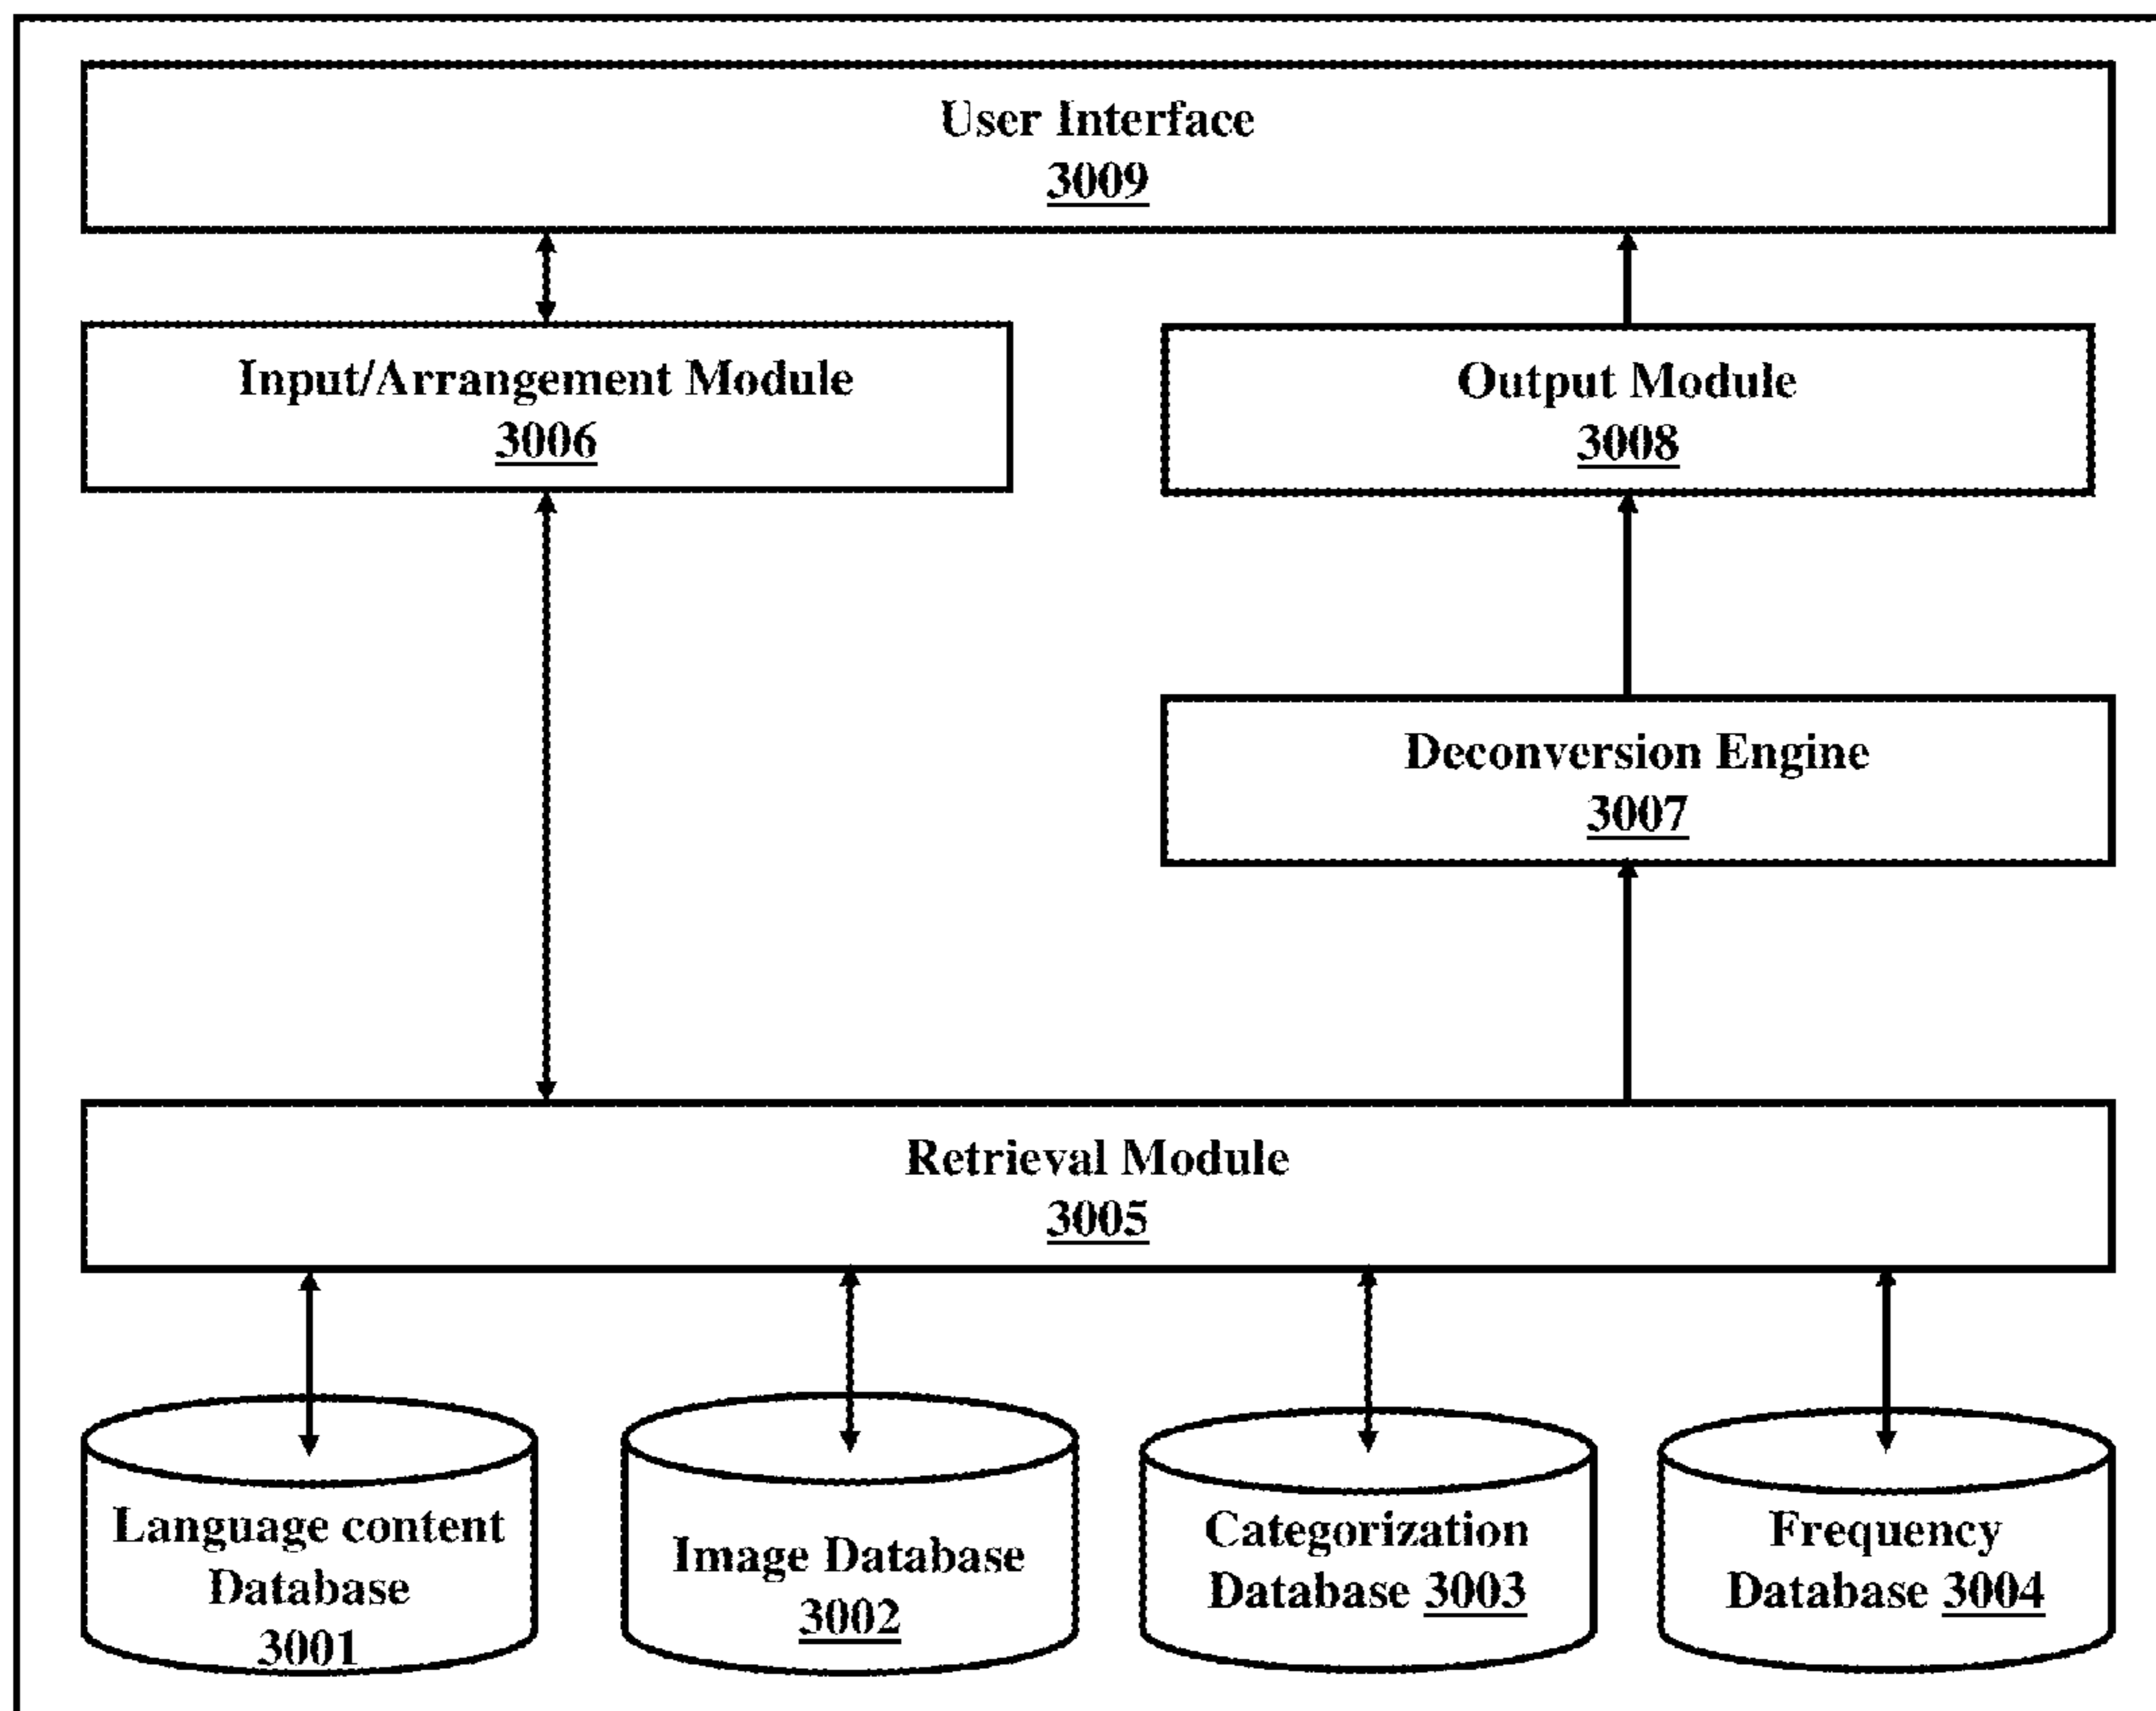 User Interface
3009
Input/Arrangement Module
3006
Output Module
3008
Deconversion Engine
3007
Retrieval Module
3005
Language content
Database
3001
Image Database
3002
Categorization
Database 3003
Frequency
Database 3004